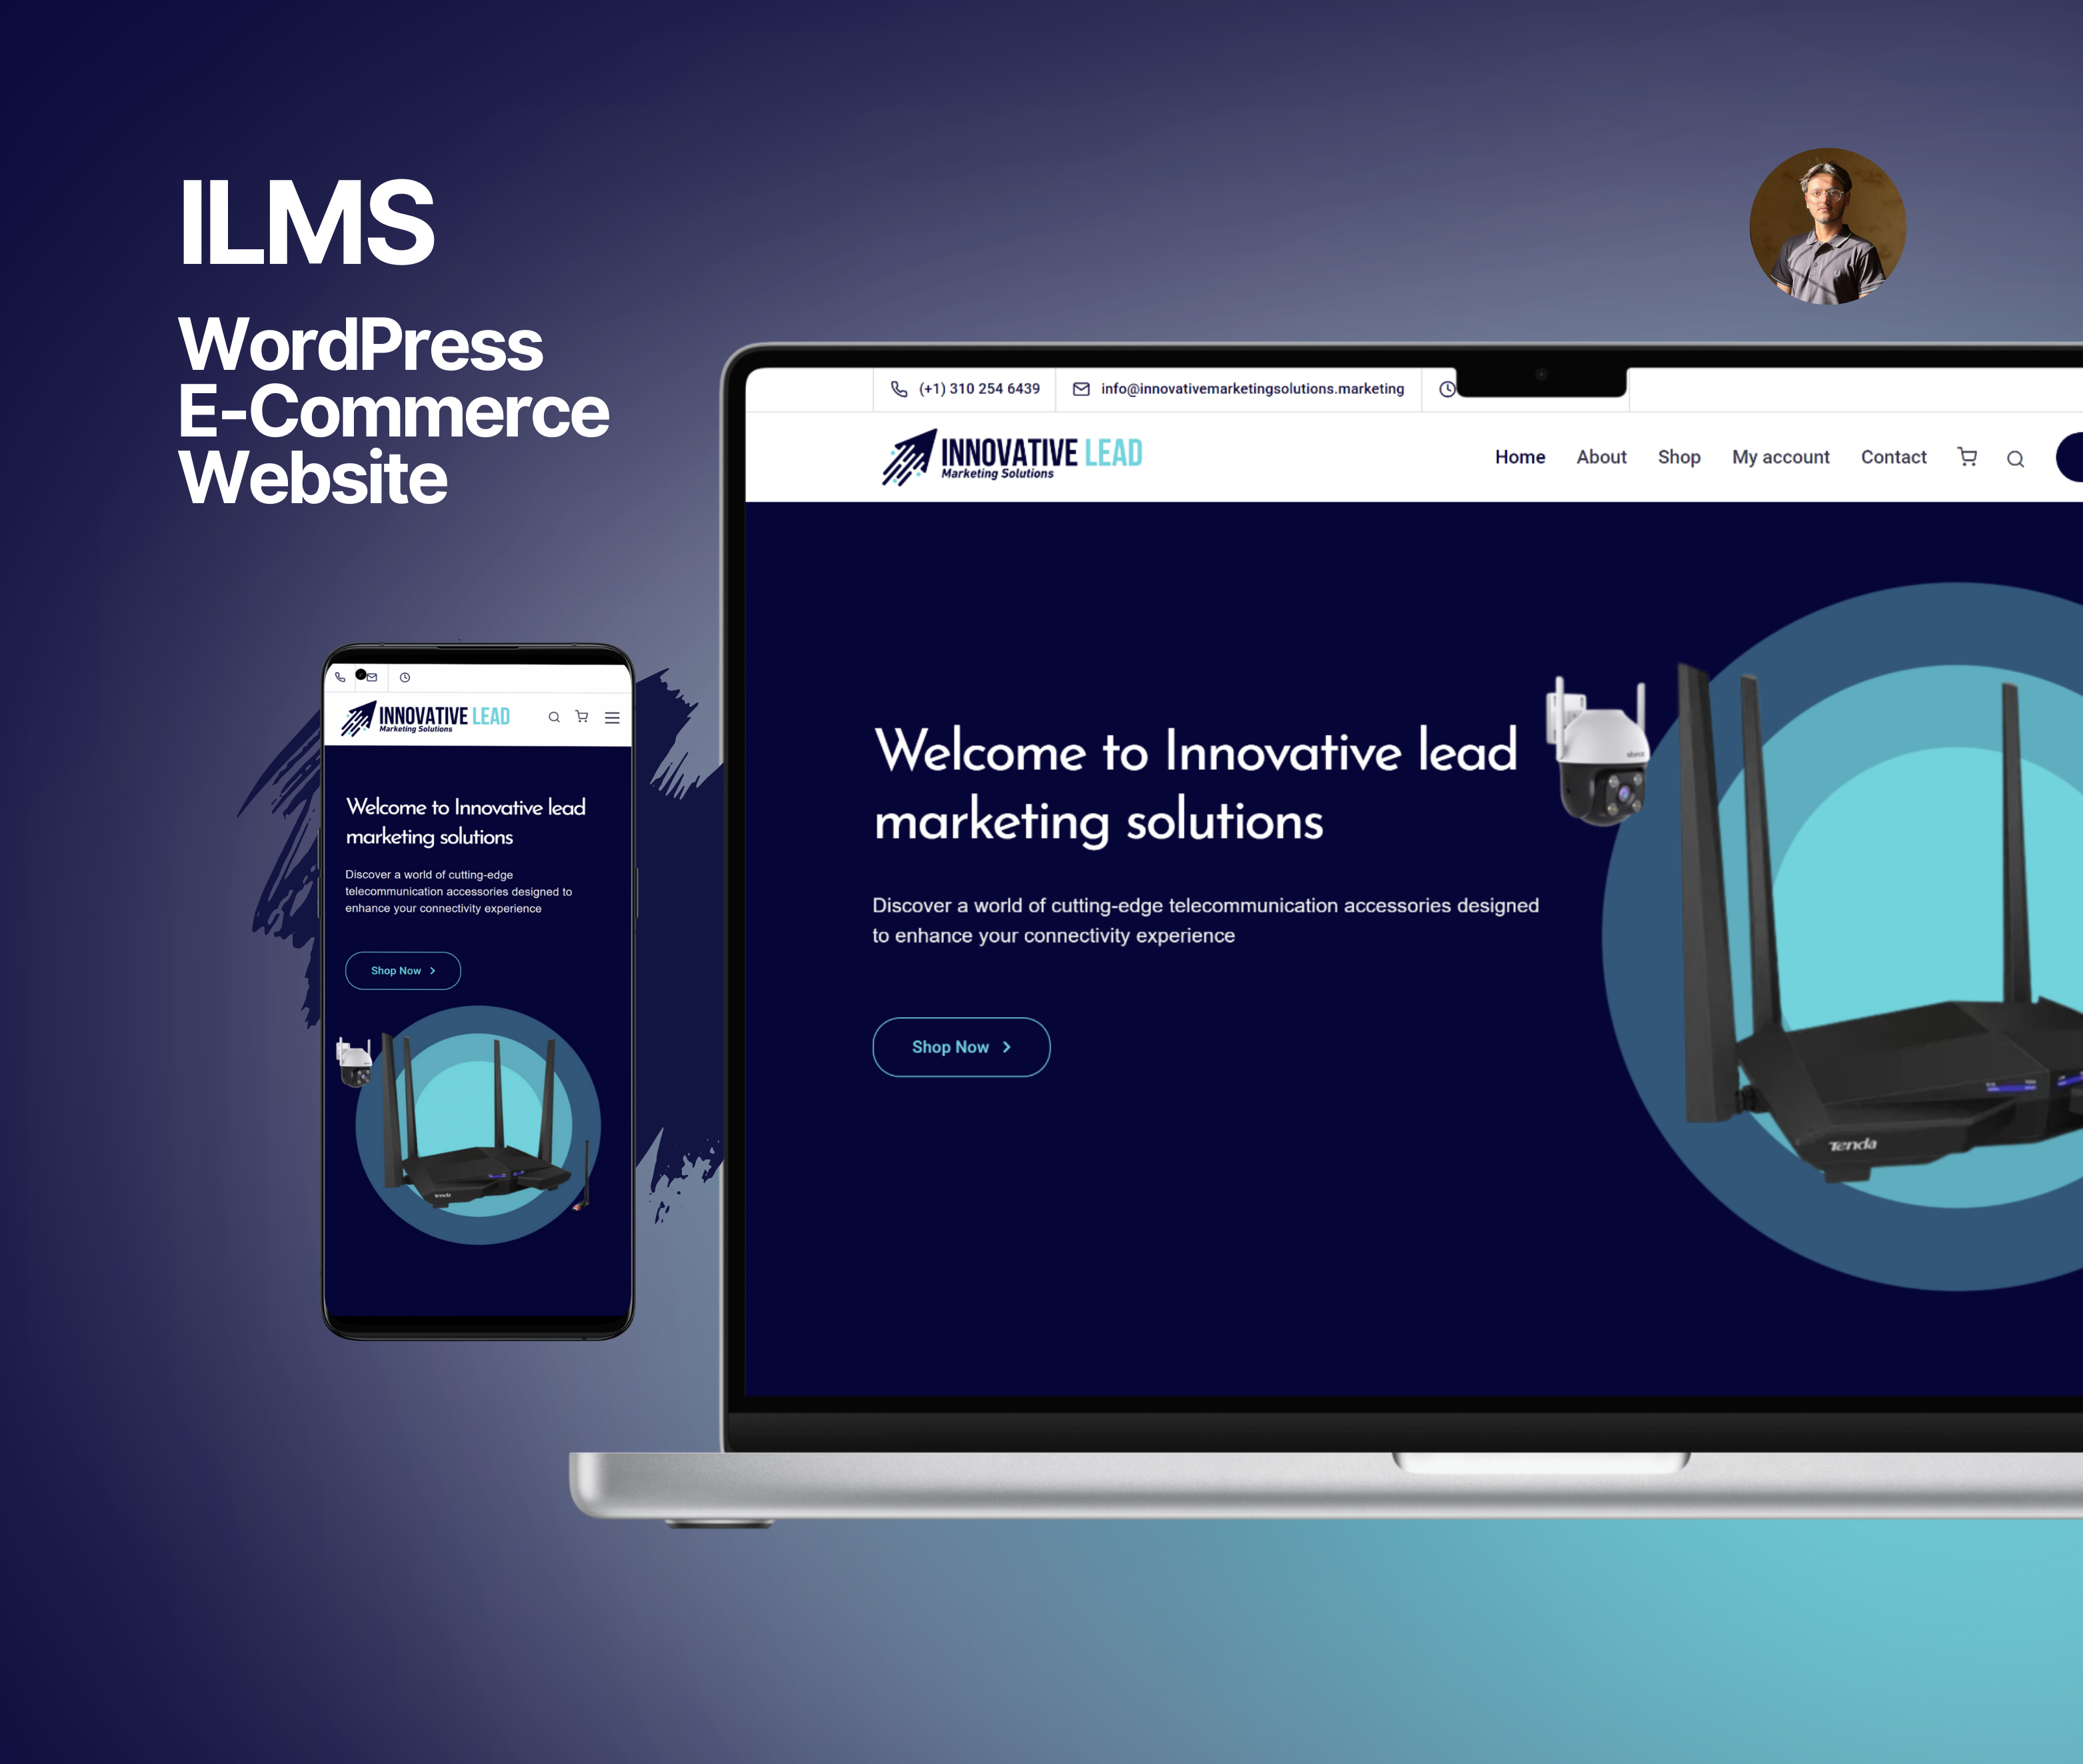 ILMS
WordPress
E-Commerce
Website
(+1) 310 254 6439
info@innovativemarketingsolutions.marketing
INNOVATIVE LEAD
Marketing Solutions
Home
About
Shop
My account
Contact
Welcome to Innovative lead
marketing solutions
Discover a world of cutting-edge telecommunication accessories designed
to enhance your connectivity experience
Shop Now
Tenda
INNOVATIVE LEAD
Marketing Solutions
Welcome to Innovative lead
marketing solutions
Discover a world of cutting-edge
telecommunication accessories designed to
enhance your connectivity experience
Shop Now
Tenda